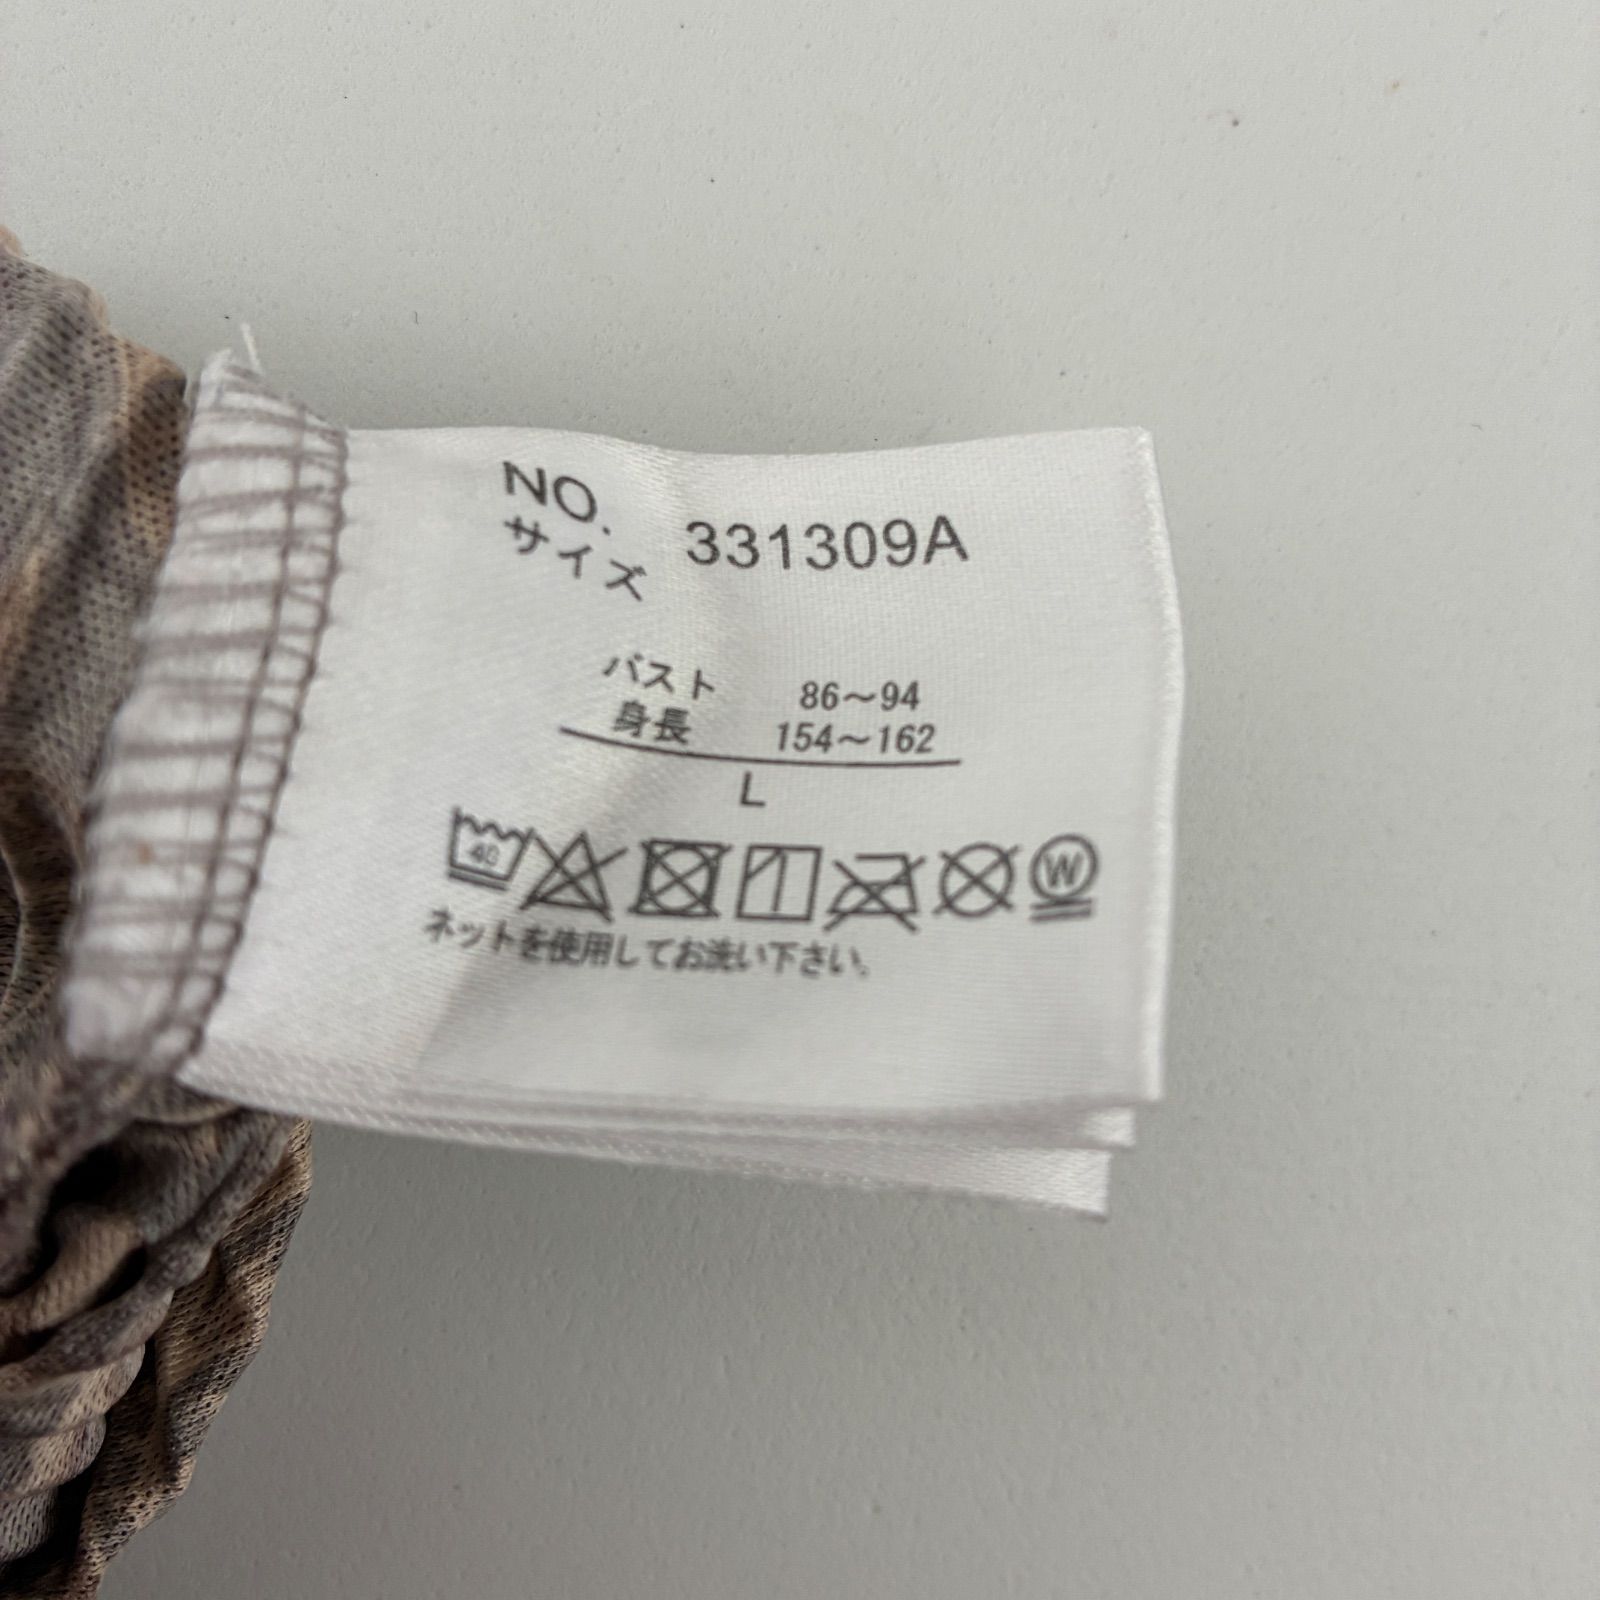 NO. 331309A
サイズ
バスト 86～94
身長 154～162
L
40 W
ネットを使用してお洗い下さい。